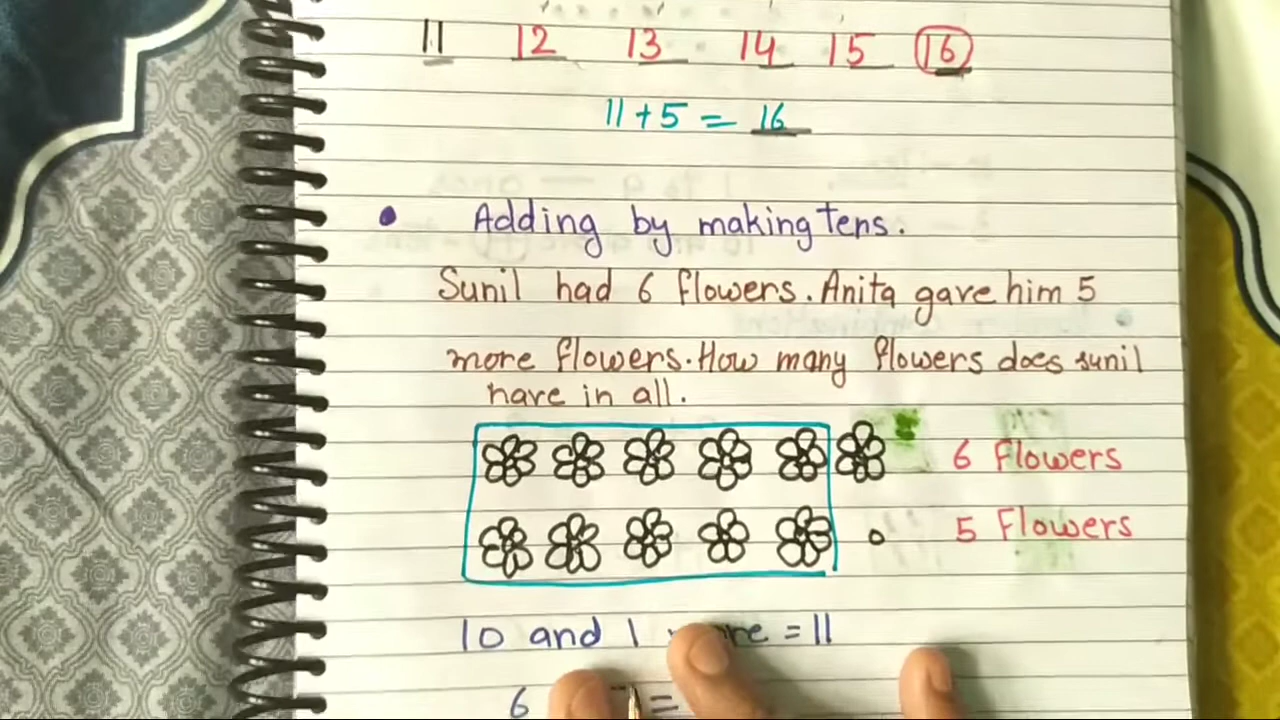 11 12 13 14 15 16
11 + 5 = 16
• Adding by making tens.
Sunil had 6 flowers. Anita gave him 5
more flowers. How many flowers does sunil
have in all.
6 Flowers
5 Flowers
10 and 1 = 11
6 =